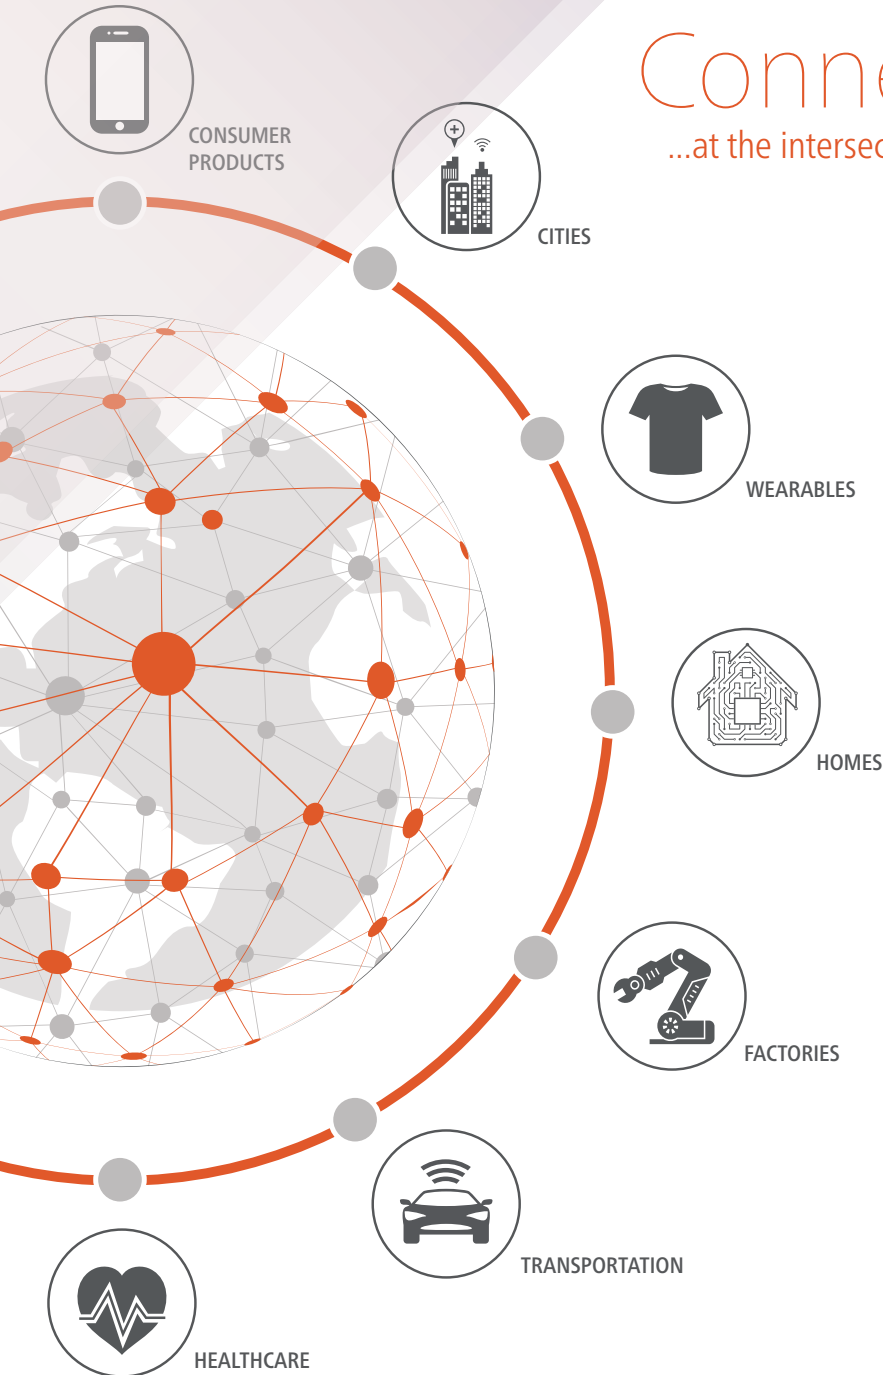 Conne
...at the intersec
CONSUMER
PRODUCTS
CITIES
WEARABLES
HOMES
FACTORIES
TRANSPORTATION
HEALTHCARE